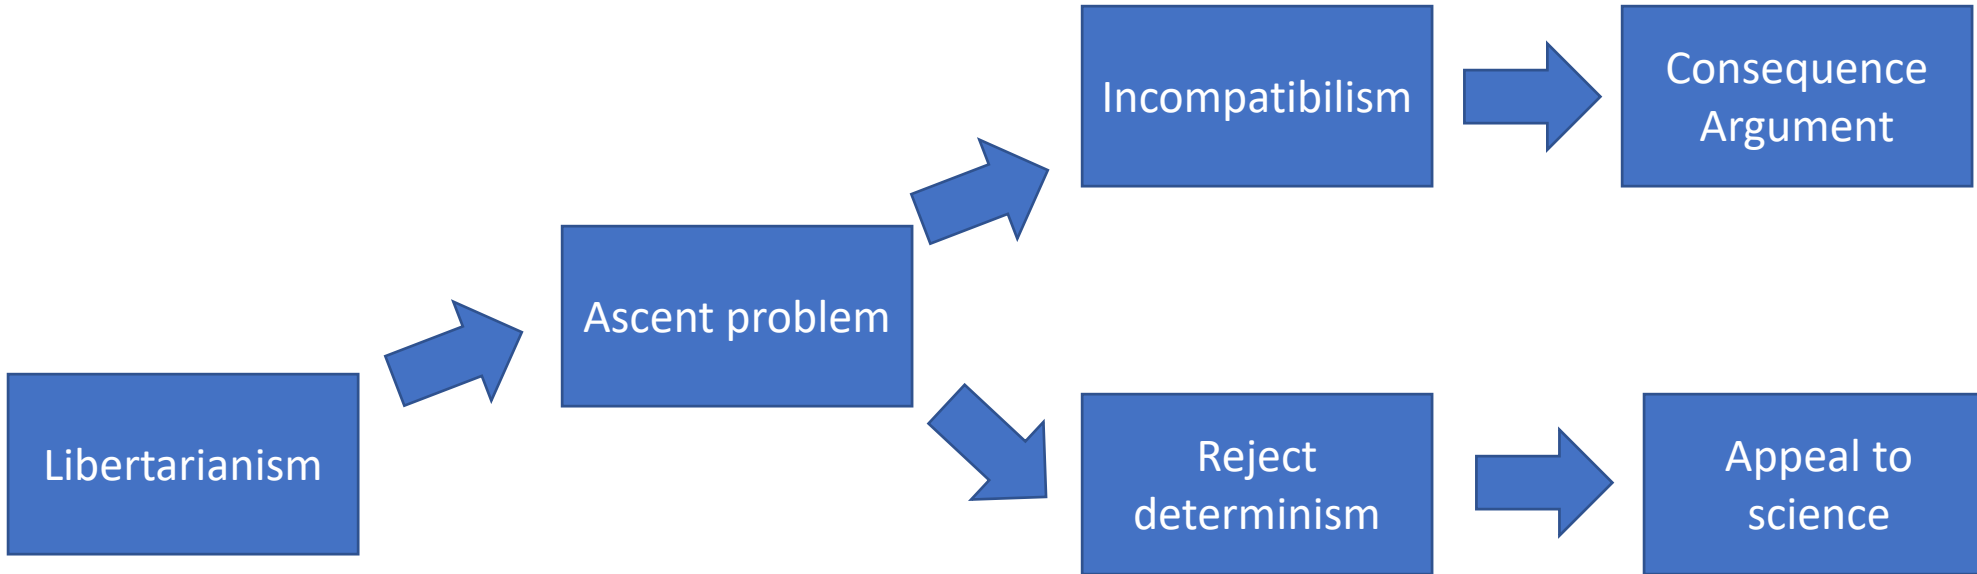 Libertarianism
Ascent problem
Incompatibilism
Consequence
Argument
Reject
determinism
Appeal to
science